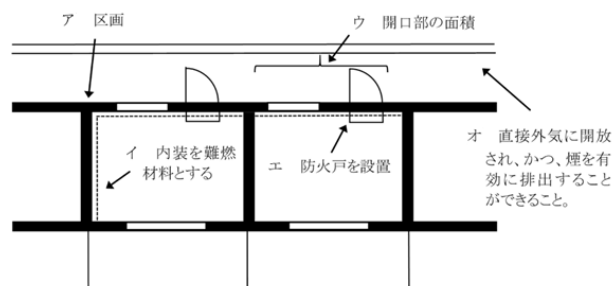 ア　区画
ウ　開口部の面積
イ　内装を難燃
材料とする
エ　防火戸を設置
オ　直接外気に開放
され、かつ、煙を有
効に排出すること
ができること。